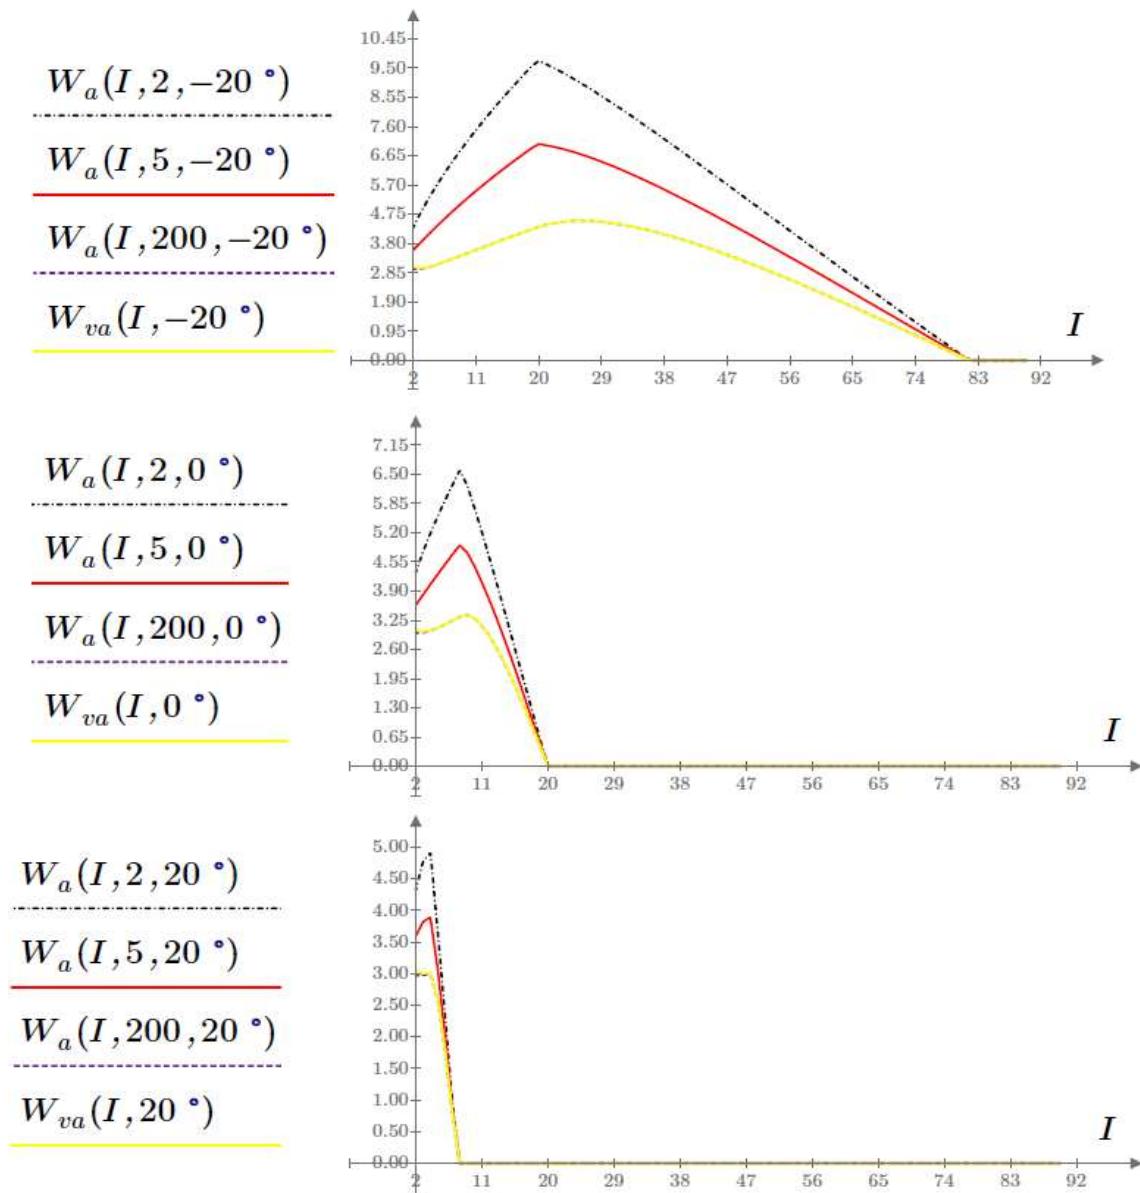 10.45
9.50
W_a(I,2,−20 °)
8.55
7.60
W_a(I,5,−20 °)
6.65
5.70
W_a(I,200,−20 °)
4.75
3.80
2.85
W_va(I,−20 °)
1.90
0.95
I
0.00
2 11 20 29 38 47 56 65 74 83 92
7.15
W_a(I,2,0 °)
6.50
5.85
5.20
W_a(I,5,0 °)
4.55
3.90
W_a(I,200,0 °)
3.25
2.60
1.95
W_va(I,0 °)
1.30
0.65
I
0.00
2 11 20 29 38 47 56 65 74 83 92
5.00
W_a(I,2,20 °)
4.50
4.00
W_a(I,5,20 °)
3.50
3.00
2.50
W_a(I,200,20 °)
2.00
1.50
W_va(I,20 °)
1.00
0.50
I
0.00
2 11 20 29 38 47 56 65 74 83 92